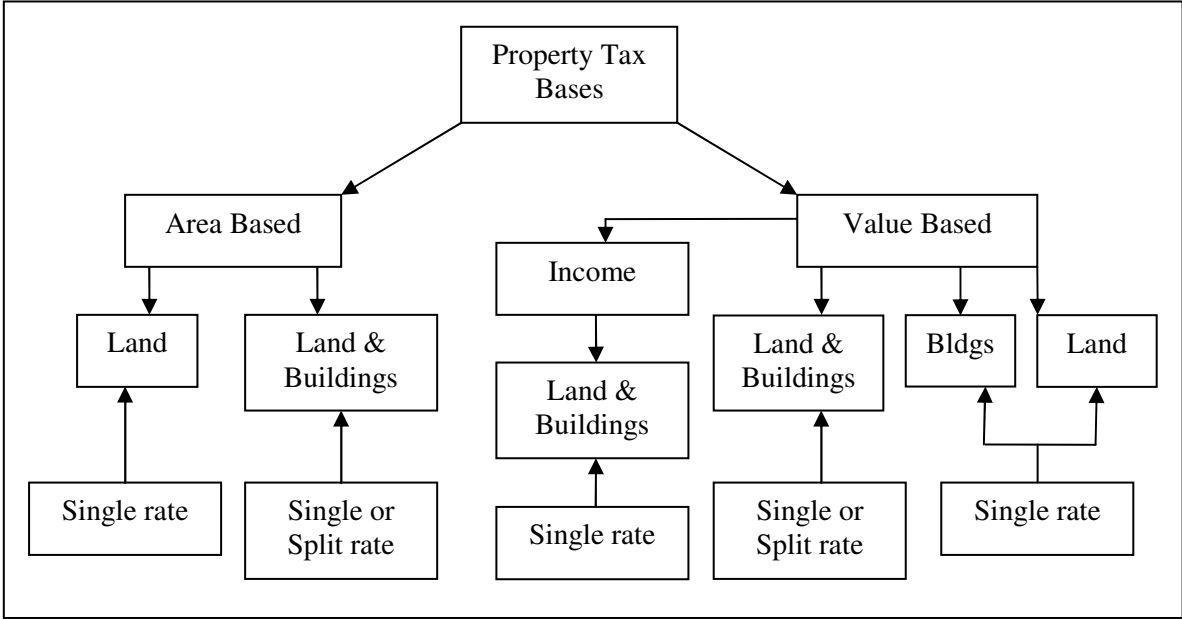 Property Tax
Bases
Area Based
Value Based
Income
Land
Land &
Buildings
Land &
Buildings
Land &
Buildings
Bldgs
Land
Single rate
Single or
Split rate
Single rate
Single or
Split rate
Single rate